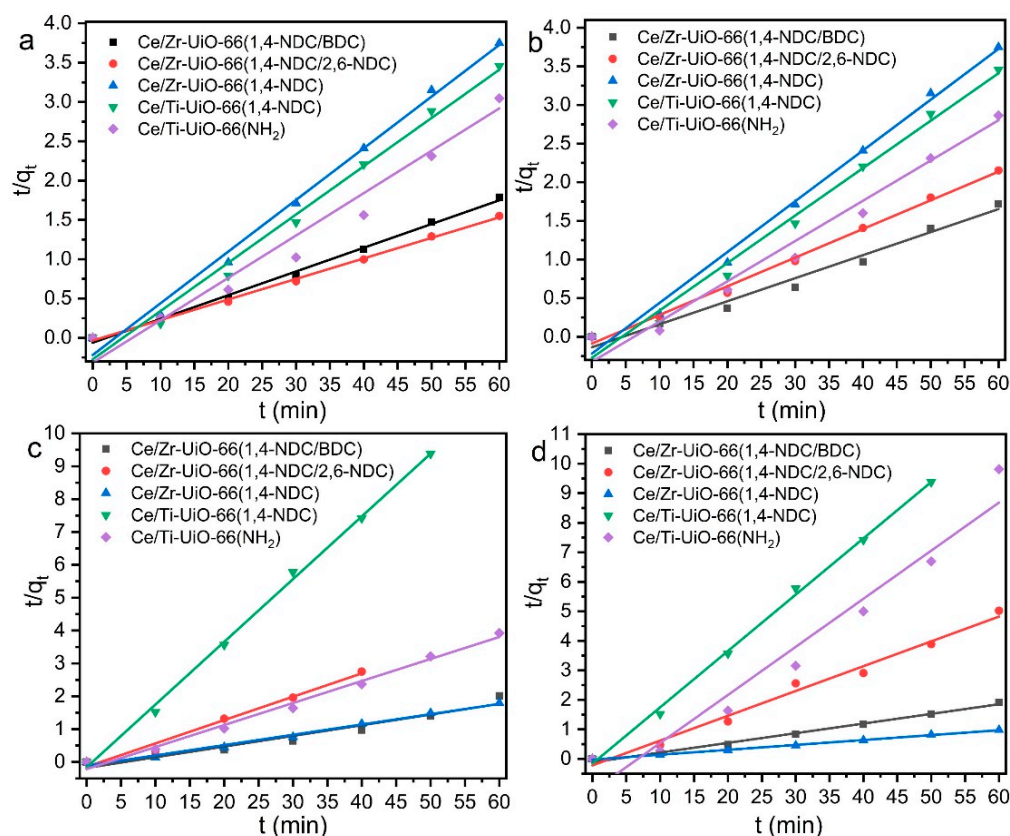 a
Ce/Zr-UiO-66(1,4-NDC/BDC)
Ce/Zr-UiO-66(1,4-NDC/2,6-NDC)
Ce/Zr-UiO-66(1,4-NDC)
Ce/Ti-UiO-66(1,4-NDC)
Ce/Ti-UiO-66(NH₂)
4.0
3.5
3.0
2.5
2.0
1.5
1.0
0.5
0.0
t/qₜ
0 5 10 15 20 25 30 35 40 45 50 55 60
t (min)
b
Ce/Zr-UiO-66(1,4-NDC/BDC)
Ce/Zr-UiO-66(1,4-NDC/2,6-NDC)
Ce/Zr-UiO-66(1,4-NDC)
Ce/Ti-UiO-66(1,4-NDC)
Ce/Ti-UiO-66(NH₂)
4.0
3.5
3.0
2.5
2.0
1.5
1.0
0.5
0.0
t/qₜ
0 5 10 15 20 25 30 35 40 45 50 55 60
t (min)
c
Ce/Zr-UiO-66(1,4-NDC/BDC)
Ce/Zr-UiO-66(1,4-NDC/2,6-NDC)
Ce/Zr-UiO-66(1,4-NDC)
Ce/Ti-UiO-66(1,4-NDC)
Ce/Ti-UiO-66(NH₂)
10
9
8
7
6
5
4
3
2
1
0
-1
t/qₜ
0 5 10 15 20 25 30 35 40 45 50 55 60
t (min)
d
Ce/Zr-UiO-66(1,4-NDC/BDC)
Ce/Zr-UiO-66(1,4-NDC/2,6-NDC)
Ce/Zr-UiO-66(1,4-NDC)
Ce/Ti-UiO-66(1,4-NDC)
Ce/Ti-UiO-66(NH₂)
11
10
9
8
7
6
5
4
3
2
1
0
t/qₜ
0 5 10 15 20 25 30 35 40 45 50 55 60
t (min)